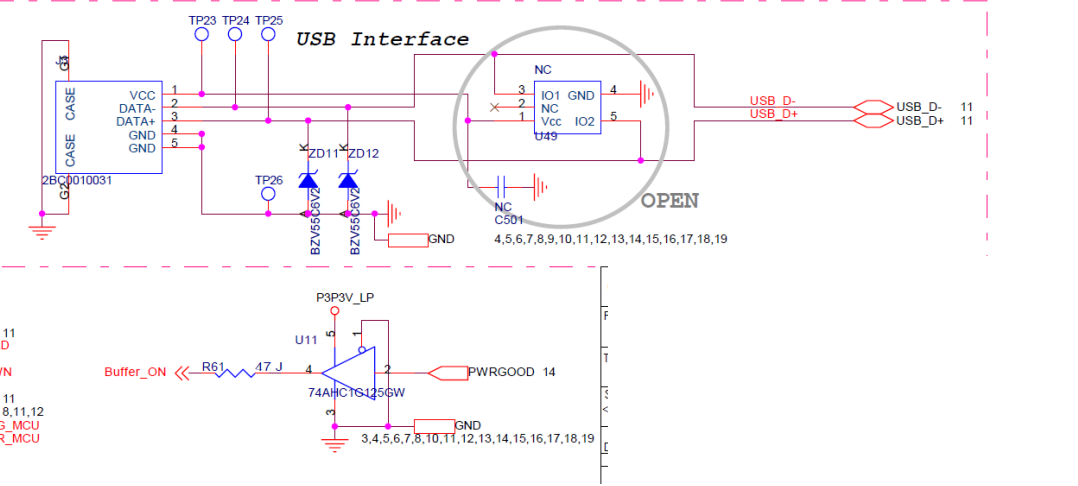 TP23 TP24 TP25
USB Interface
G3
CASE
CASE
VCC 1
DATA- 2
DATA+ 3
GND 4
GND 5
2BC0010031
G2
TP26
K ZD11
K ZD12
A BZV55C6V2
A BZV55C6V2
GND
NC
3 IO1 GND 4
2 NC
1 Vcc IO2 5
U49
NC
C501
OPEN
4,5,6,7,8,9,10,11,12,13,14,15,16,17,18,19
USB_D- USB_D- 11
USB_D+ USB_D+ 11
P3P3V_LP
U11
5 1
Buffer_ON R61 47 J 4 2 PWRGOOD 14
74AHC1G125GW
3
GND
3,4,5,6,7,8,10,11,12,13,14,15,16,17,18,19
11
D
/N
11
8,11,12
G_MCU
R_MCU